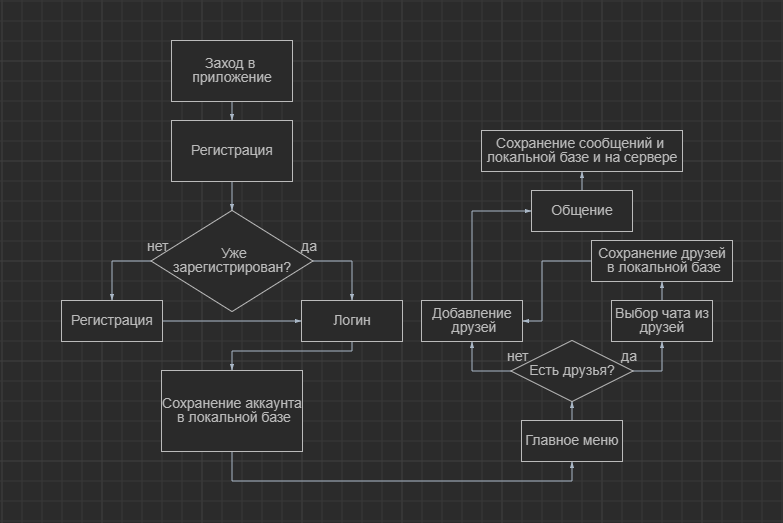 Заход в
приложение
Регистрация
Уже
зарегистрирован?
нет
да
Регистрация
Логин
Сохранение аккаунта
в локальной базе
Сохранение сообщений и
локальной базе и на сервере
Общение
Сохранение друзей
в локальной базе
Добавление
друзей
Выбор чата из
друзей
нет
да
Есть друзья?
Главное меню